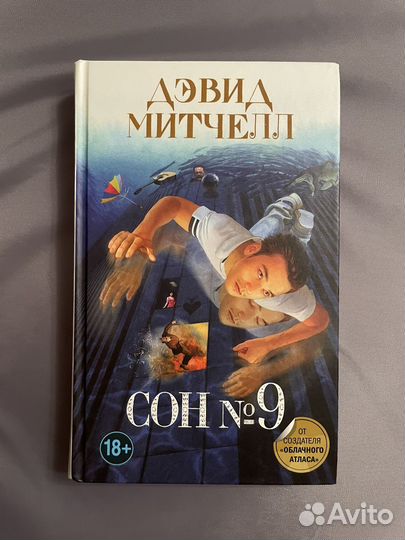 ДЭВИД
МИТЧЕЛЛ
СОН №9
18+
ОТ
СОЗДАТЕЛЯ
«ОБЛАЧНОГО
АТЛАСА»
Avito